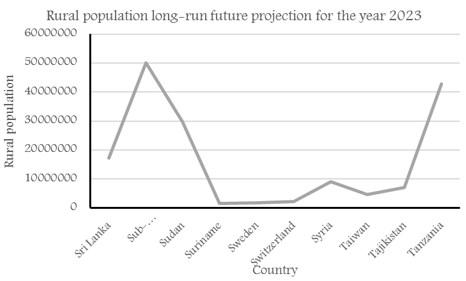 Rural population long-run future projection for the year 2023
60000000
50000000
40000000
30000000
20000000
10000000
0
Rural population
Sri Lanka
Sub-…
Sudan
Suriname
Sweden
Switzerland
Syria
Taiwan
Tajikistan
Tanzania
Country